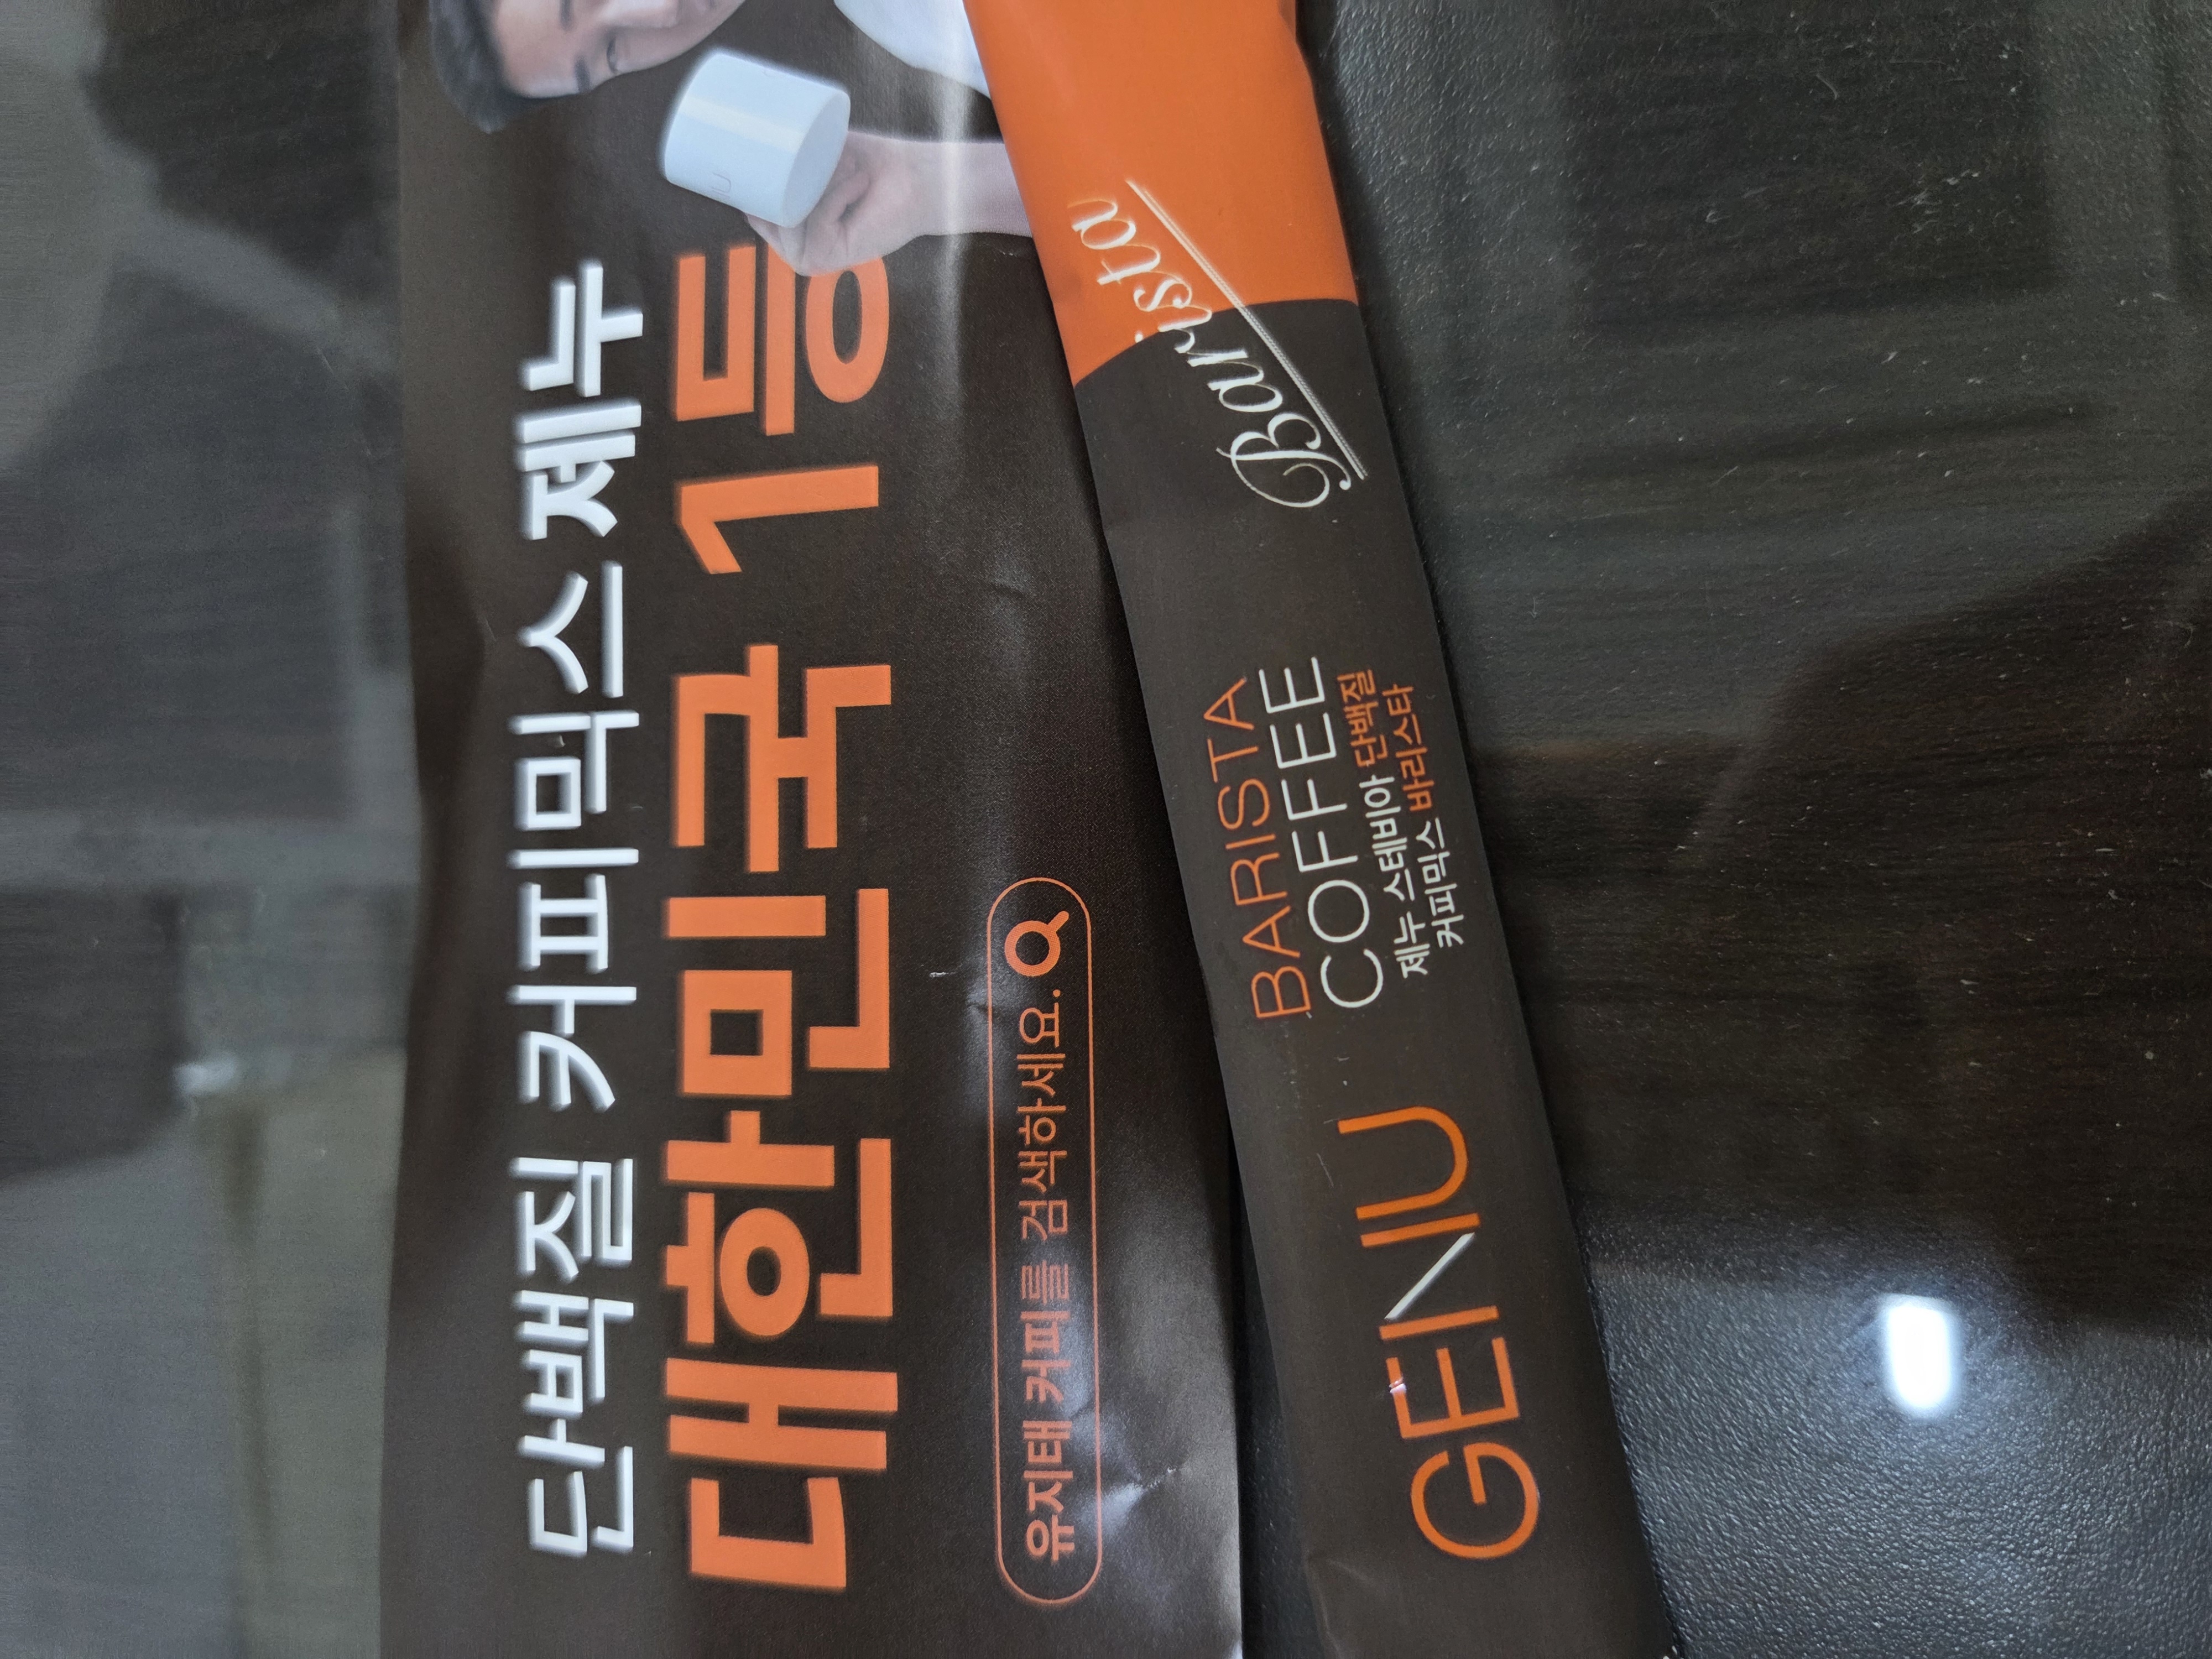 단백질 커피믹스 제누
대한민국 1등
유지태 커피를 검색하세요.
GENU
BARISTA
COFFEE
제누 스테비아 단백질
커피믹스 바리스타
Barista